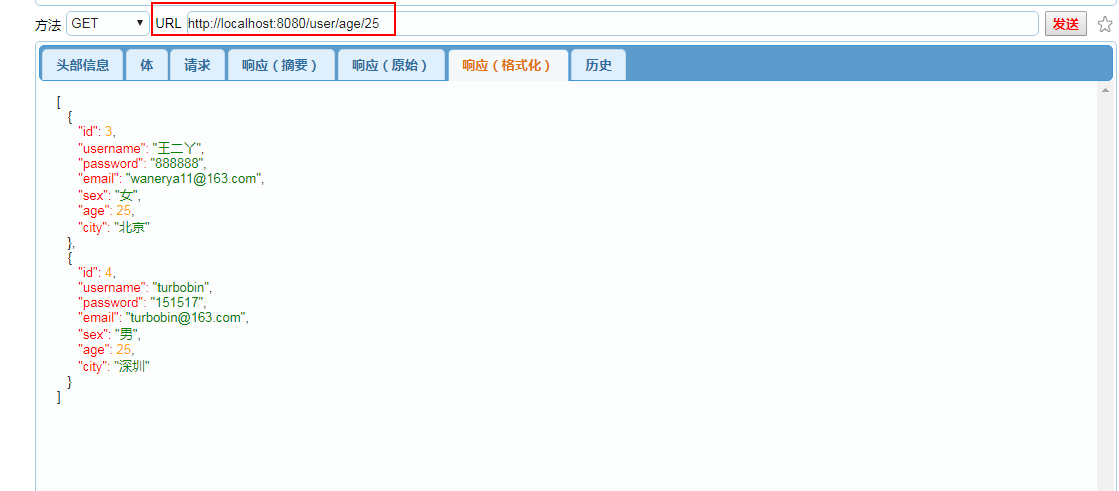 方法 GET ▼ URL http://localhost:8080/user/age/25 发送
头部信息 体 请求 响应（摘要） 响应（原始） 响应（格式化） 历史
[
{
"id": 3,
"username": "王二丫",
"password": "888888",
"email": "wanerya11@163.com",
"sex": "女",
"age": 25,
"city": "北京"
},
{
"id": 4,
"username": "turbobin",
"password": "151517",
"email": "turbobin@163.com",
"sex": "男",
"age": 25,
"city": "深圳"
}
]